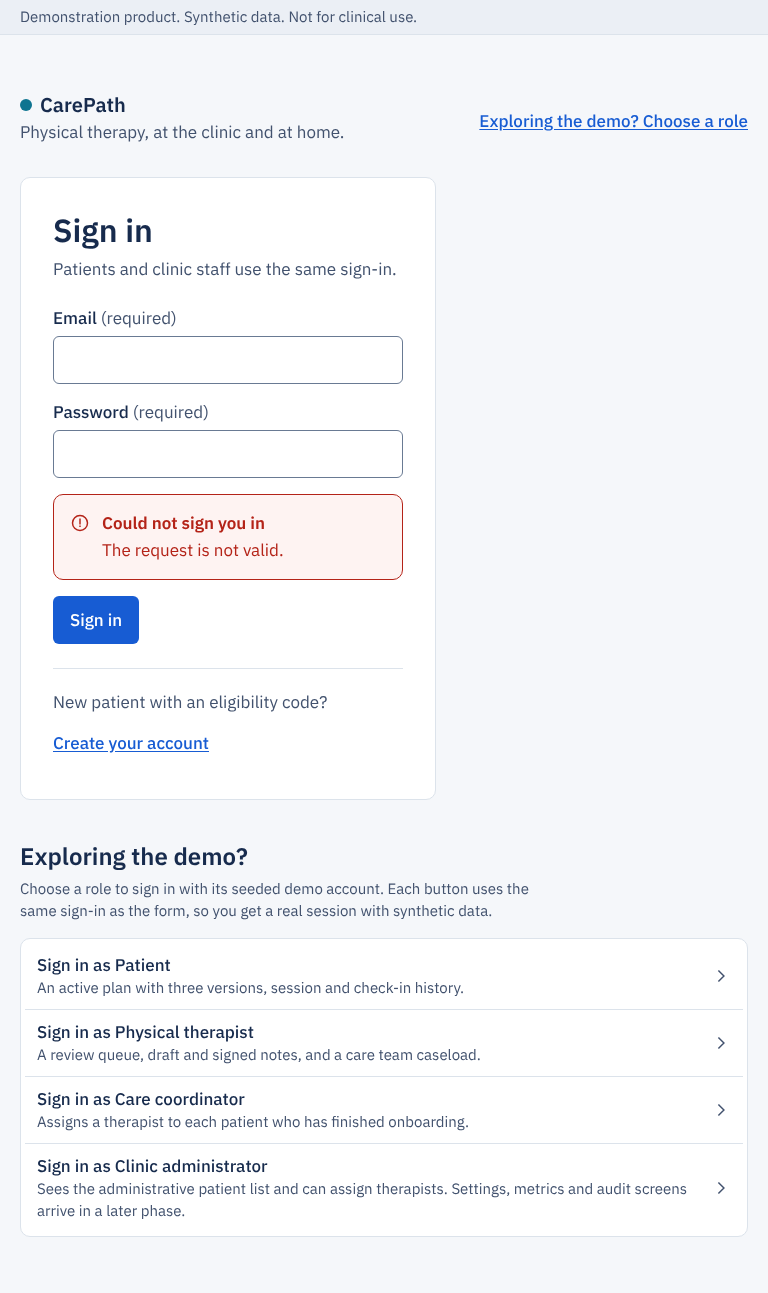 Demonstration product. Synthetic data. Not for clinical use.
CarePath
Physical therapy, at the clinic and at home.
Exploring the demo? Choose a role
Sign in
Patients and clinic staff use the same sign-in.
Email (required)
Password (required)
Could not sign you in
The request is not valid.
Sign in
New patient with an eligibility code?
Create your account
Exploring the demo?
Choose a role to sign in with its seeded demo account. Each button uses the
same sign-in as the form, so you get a real session with synthetic data.
Sign in as Patient
An active plan with three versions, session and check-in history.
Sign in as Physical therapist
A review queue, draft and signed notes, and a care team caseload.
Sign in as Care coordinator
Assigns a therapist to each patient who has finished onboarding.
Sign in as Clinic administrator
Sees the administrative patient list and can assign therapists. Settings, metrics and audit screens
arrive in a later phase.